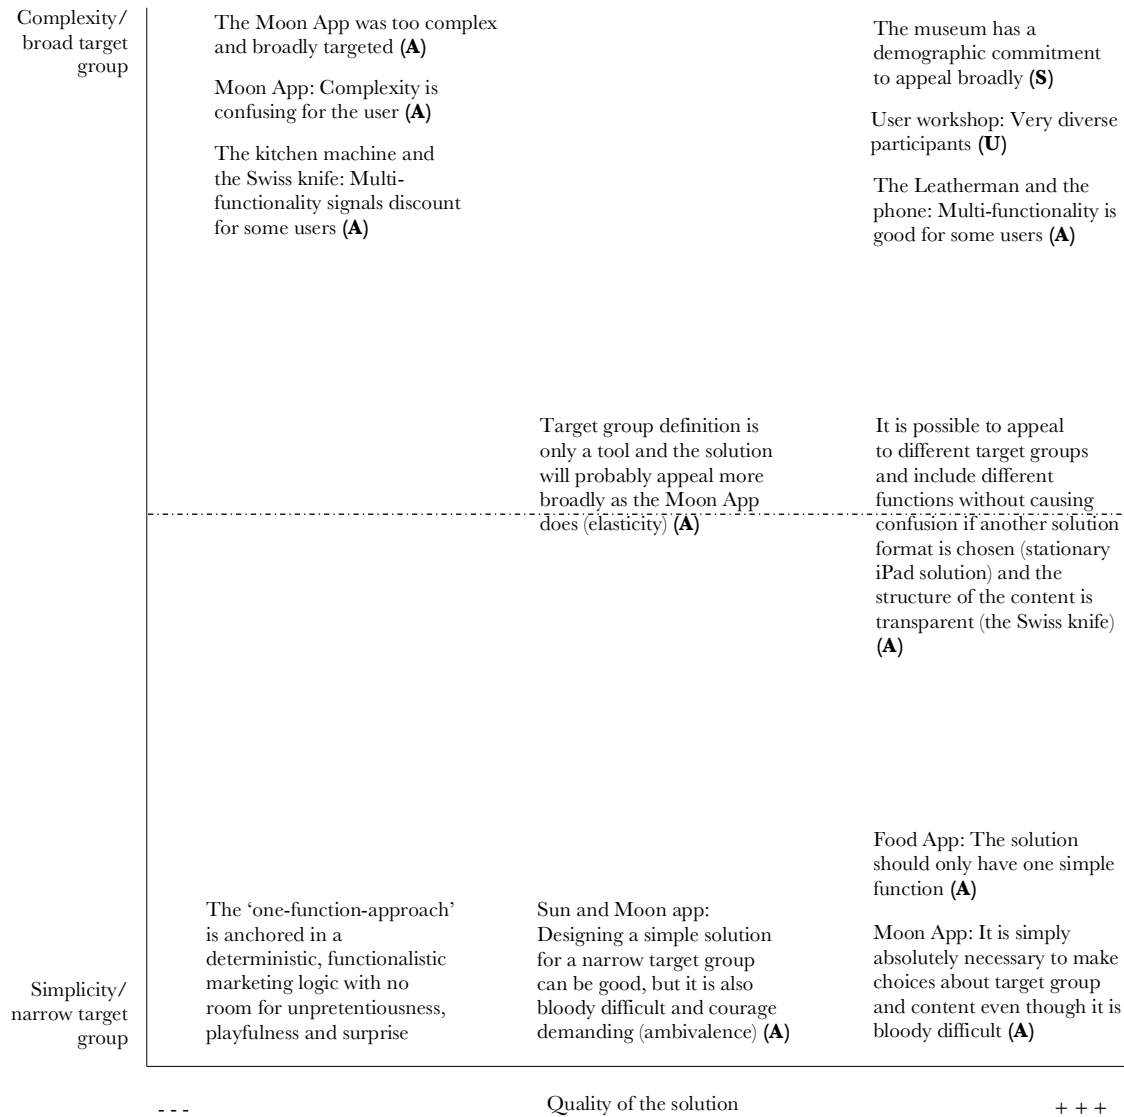 Complexity/
broad target
group
The Moon App was too complex
and broadly targeted (A)
Moon App: Complexity is
confusing for the user (A)
The kitchen machine and
the Swiss knife: Multi-
functionality signals discount
for some users (A)
The museum has a
demographic commitment
to appeal broadly (S)
User workshop: Very diverse
participants (U)
The Leatherman and the
phone: Multi-functionality is
good for some users (A)
Target group definition is
only a tool and the solution
will probably appeal more
broadly as the Moon App
does (elasticity) (A)
It is possible to appeal
to different target groups
and include different
functions without causing
confusion if another solution
format is chosen (stationary
iPad solution) and the
structure of the content is
transparent (the Swiss knife)
(A)
Food App: The solution
should only have one simple
function (A)
The ‘one-function-approach’
is anchored in a
deterministic, functionalistic
marketing logic with no
room for unpretentiousness,
playfulness and surprise
Sun and Moon app:
Designing a simple solution
for a narrow target group
can be good, but it is also
bloody difficult and courage
demanding (ambivalence) (A)
Moon App: It is simply
absolutely necessary to make
choices about target group
and content even though it is
bloody difficult (A)
Simplicity/
narrow target
group
- - -
Quality of the solution
+ + +